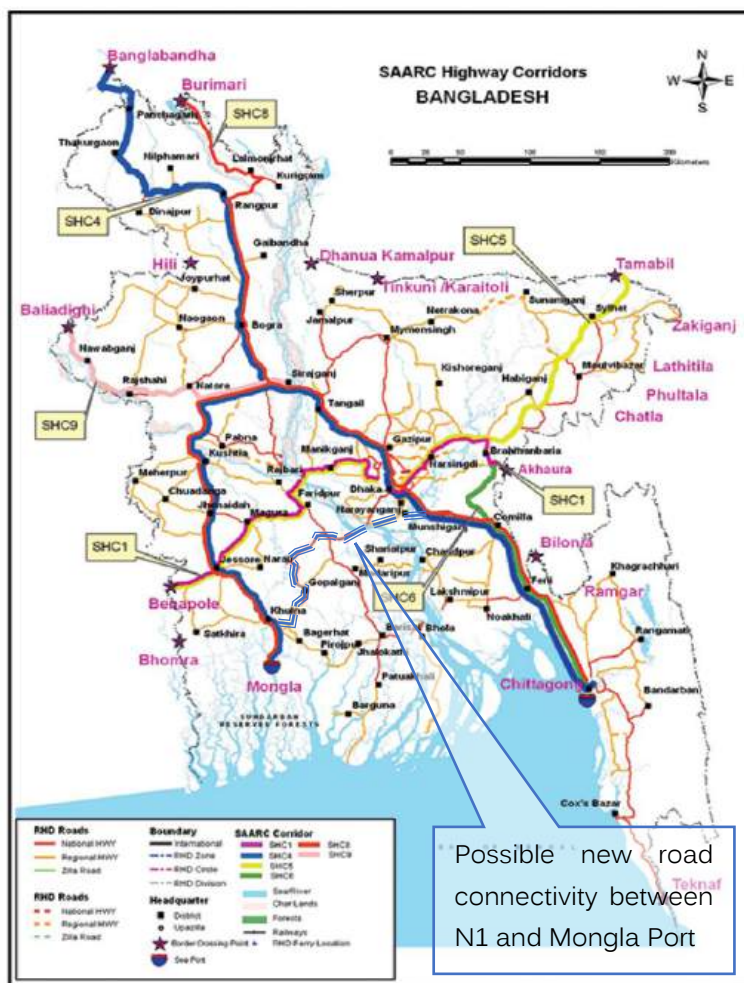 Banglabandha
Burimari
SAARC Highway Corridors
BANGLADESH
N
W E
S
SHC8
Panchagarh
Thakurgaon
Nilphamari
Lalmonirhat
Kurigram
Rangpur
SHC4
Dinajpur
SHC5
Gaibandha
Hili
Dhanua Kamalpur
Tamabil
Joypurhat
Tinkuni /Karaitoli
Sherpur
Sunamganj
Baliadighi
Jamalpur
Netrakona
Sylhet
Naogaon
Bogra
Mymensingh
Zakiganj
Nawabganj
Kishoreganj
Moulvibazar
Lathitila
Rajshahi
Natore
Sirajganj
Habiganj
Phultala
SHC9
Tangail
Chatla
Pabna
Gazipur
Kushtia
Manikganj
Narsingdi
Brahmanbaria
Meherpur
Rajbari
Akhaura
Chuadanga
Faridpur
Dhaka
SHC1
Jhenaidah
Magura
Narayanganj
Munshiganj
Comilla
SHC1
Shariatpur
Chandpur
Bilonia
Jessore
Narail
Madaripur
Khagrachhari
Benapole
Gopalganj
SHC6
Feni
Ramgar
Lakshmipur
Khulna
Barisal
Bhola
Noakhali
Rangamati
Satkhira
Bagerhat
Pirojpur
Jhalokathi
Bhomra
Mongla
Patuakhali
Chittagong
Bandarban
Barguna
SUNDARBAN
RESERVE FORESTS
Cox's Bazar
Teknaf
Possible new road
connectivity between
N1 and Mongla Port
RHD Roads
National HWY
Regional HWY
Zilla Road
RHD Roads
National HWY
Regional HWY
Zilla Road
Boundary
International
RHD Zone
RHD Circle
RHD Division
Headquarter
District
Upazilla
Border Crossing Point
Sea Port
SAARC Corridor
SHC1
SHC4
SHC5
SHC6
SHC8
SHC9
Sea/River
Char Lands
Forests
Railways
RHD Ferry Location